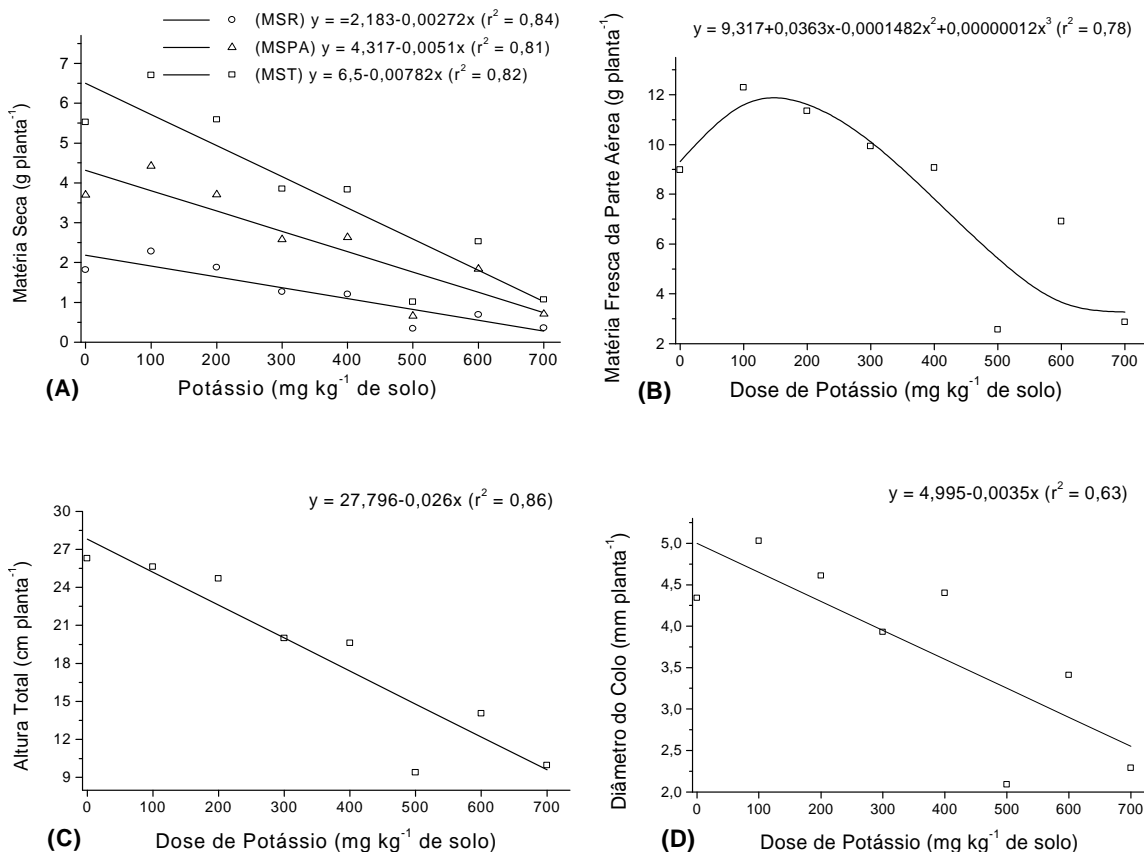 (MSR) y = =2,183-0,00272x (r² = 0,84)
(MSPA) y = 4,317-0,0051x (r² = 0,81)
(MST) y = 6,5-0,00782x (r² = 0,82)
Matéria Seca (g planta⁻¹)
7
6
5
4
3
2
1
0
0 100 200 300 400 500 600 700
(A) Potássio (mg kg⁻¹ de solo)
y = 9,317+0,0363x-0,0001482x²+0,00000012x³ (r² = 0,78)
Matéria Fresca da Parte Aérea (g planta⁻¹)
12
10
8
6
4
2
0 100 200 300 400 500 600 700
(B) Dose de Potássio (mg kg⁻¹ de solo)
y = 27,796-0,026x (r² = 0,86)
Altura Total (cm planta⁻¹)
30
27
24
21
18
15
12
9
0 100 200 300 400 500 600 700
(C) Dose de Potássio (mg kg⁻¹ de solo)
y = 4,995-0,0035x (r² = 0,63)
Diâmetro do Colo (mm planta⁻¹)
5,0
4,5
4,0
3,5
3,0
2,5
2,0
0 100 200 300 400 500 600 700
(D) Dose de Potássio (mg kg⁻¹ de solo)